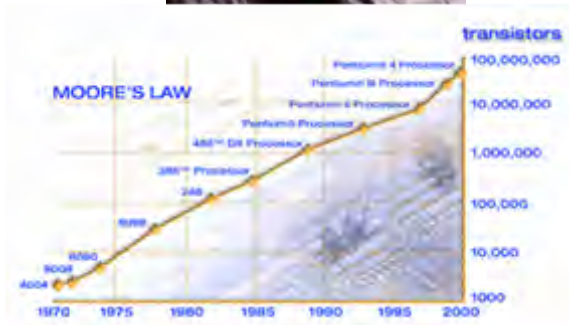 transistors
Pentium 4 Processor
100,000,000
Pentium III Processor
MOORE'S LAW
Pentium II Processor
10,000,000
Pentium Processor
486™ DX Processor
1,000,000
386™ Processor
286
100,000
8086
8080
10,000
8008
4004
1000
1970 1975 1980 1985 1990 1995 2000